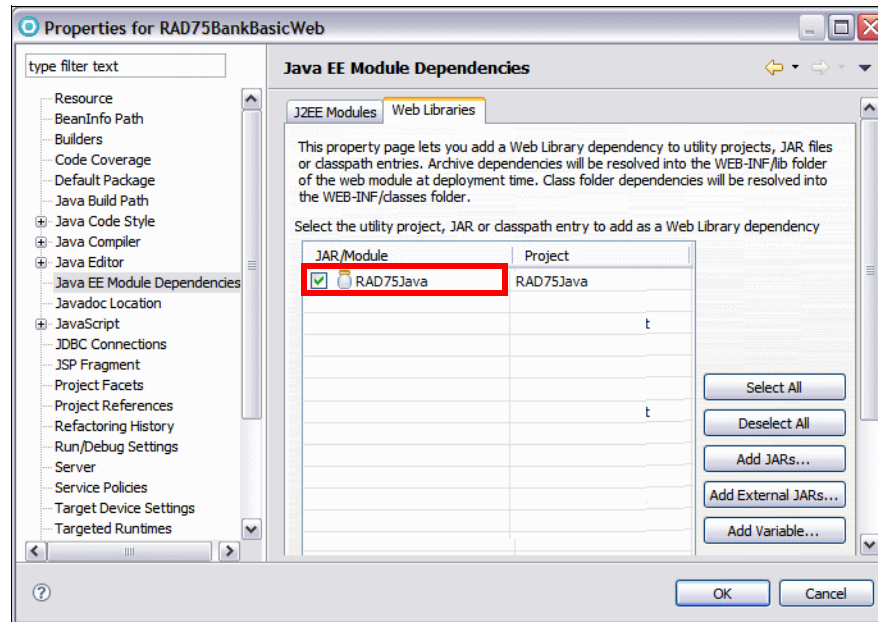 Properties for RAD75BankBasicWeb
type filter text
Resource
BeanInfo Path
Builders
Code Coverage
Default Package
Java Build Path
Java Code Style
Java Compiler
Java Editor
Java EE Module Dependencies
Javadoc Location
JavaScript
JDBC Connections
JSP Fragment
Project Facets
Project References
Refactoring History
Run/Debug Settings
Server
Service Policies
Target Device Settings
Targeted Runtimes
Java EE Module Dependencies
J2EE Modules Web Libraries
This property page lets you add a Web Library dependency to utility projects, JAR files
or classpath entries. Archive dependencies will be resolved into the WEB-INF/lib folder
of the web module at deployment time. Class folder dependencies will be resolved into
the WEB-INF/classes folder.
Select the utility project, JAR or classpath entry to add as a Web Library dependency
JAR/Module Project
RAD75Java RAD75Java
t
t
Select All
Deselect All
Add JARs...
Add External JARs...
Add Variable...
OK Cancel